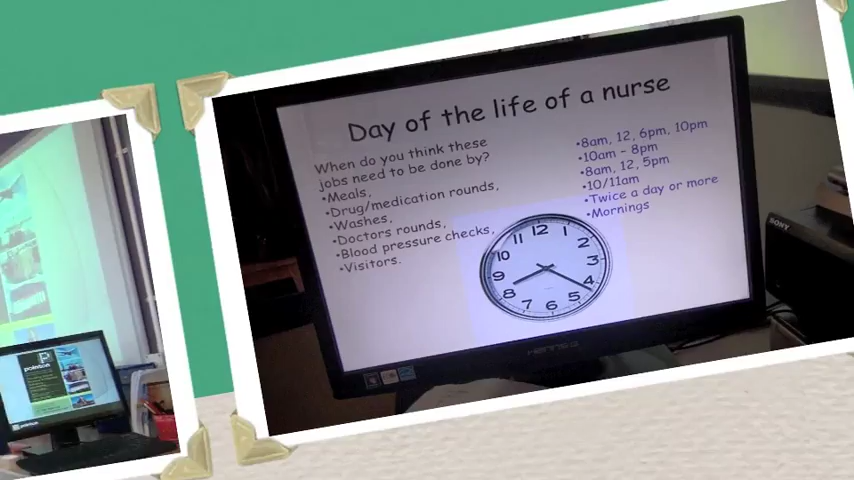 Day of the life of a nurse
When do you think these
jobs need to be done by?
•Meals,
•Drug/medication rounds,
•Washes,
•Doctors rounds,
•Blood pressure checks,
•Visitors.
•8am, 12, 6pm, 10pm
•10am – 8pm
•8am, 12, 5pm
•10/11am
•Twice a day or more
•Mornings
12
1
2
3
4
5
6
7
8
9
10
11
HANNS.G
SONY
P
pointon